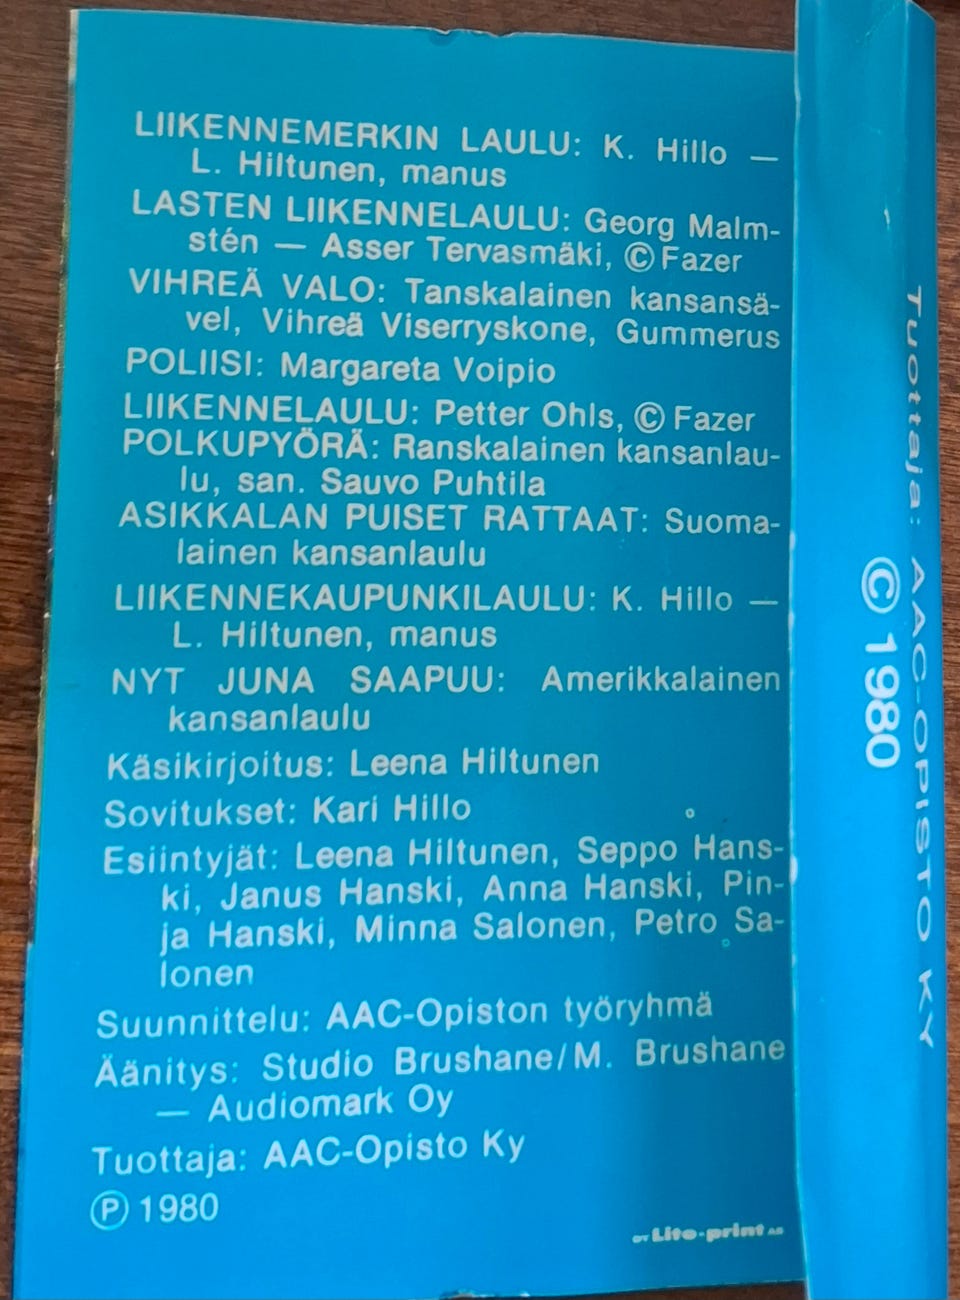 LIIKENNEMERKIN LAULU: K. Hillo —
L. Hiltunen, manus
LASTEN LIIKENNELAULU: Georg Malm-
stén — Asser Tervasmäki, © Fazer
VIHREÄ VALO: Tanskalainen kansansä-
vel, Vihreä Viserryskone, Gummerus
POLIISI: Margareta Voipio
LIIKENNELAULU: Petter Ohls, © Fazer
POLKUPYÖRÄ: Ranskalainen kansanlau-
lu, san. Sauvo Puhtila
ASIKKALAN PUISET RATTAAT: Suoma-
lainen kansanlaulu
LIIKENNEKAUPUNKILAULU: K. Hillo —
L. Hiltunen, manus
NYT JUNA SAAPUU: Amerikkalainen
kansanlaulu
Käsikirjoitus: Leena Hiltunen
Sovitukset: Kari Hillo
Esiintyjät: Leena Hiltunen, Seppo Hans-
ki, Janus Hanski, Anna Hanski, Pin-
ja Hanski, Minna Salonen, Petro Sa-
lonen
Suunnittelu: AAC-Opiston työryhmä
Äänitys: Studio Brushane/M. Brushane
— Audiomark Oy
Tuottaja: AAC-Opisto Ky
℗ 1980
OY Lito-print AB
Tuottaja: AAC-OPISTO KY
© 1980